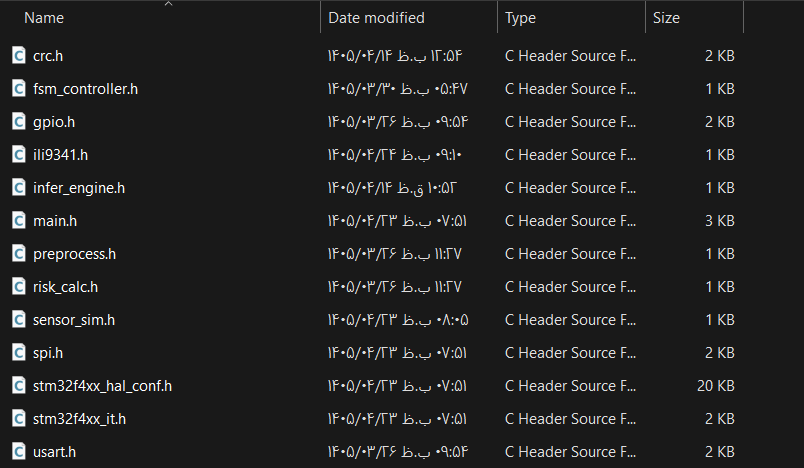 Name Date modified Type Size
crc.h ۱۴۰۵/۰۴/۱۴ ب.ظ ۱۲:۵۴ C Header Source F... 2 KB
fsm_controller.h ۱۴۰۵/۰۳/۳۰ ب.ظ ۰۵:۴۷ C Header Source F... 1 KB
gpio.h ۱۴۰۵/۰۳/۲۶ ب.ظ ۰۹:۵۴ C Header Source F... 2 KB
ili9341.h ۱۴۰۵/۰۴/۲۴ ب.ظ ۰۹:۱۰ C Header Source F... 1 KB
infer_engine.h ۱۴۰۵/۰۴/۱۴ ق.ظ ۱۰:۵۲ C Header Source F... 1 KB
main.h ۱۴۰۵/۰۴/۲۳ ب.ظ ۰۷:۵۱ C Header Source F... 3 KB
preprocess.h ۱۴۰۵/۰۳/۲۶ ب.ظ ۱۱:۲۷ C Header Source F... 1 KB
risk_calc.h ۱۴۰۵/۰۳/۲۶ ب.ظ ۱۱:۲۷ C Header Source F... 1 KB
sensor_sim.h ۱۴۰۵/۰۴/۲۳ ب.ظ ۰۸:۰۵ C Header Source F... 1 KB
spi.h ۱۴۰۵/۰۴/۲۳ ب.ظ ۰۷:۵۱ C Header Source F... 2 KB
stm32f4xx_hal_conf.h ۱۴۰۵/۰۴/۲۳ ب.ظ ۰۷:۵۱ C Header Source F... 20 KB
stm32f4xx_it.h ۱۴۰۵/۰۴/۲۳ ب.ظ ۰۷:۵۱ C Header Source F... 2 KB
usart.h ۱۴۰۵/۰۳/۲۶ ب.ظ ۰۹:۵۴ C Header Source F... 2 KB